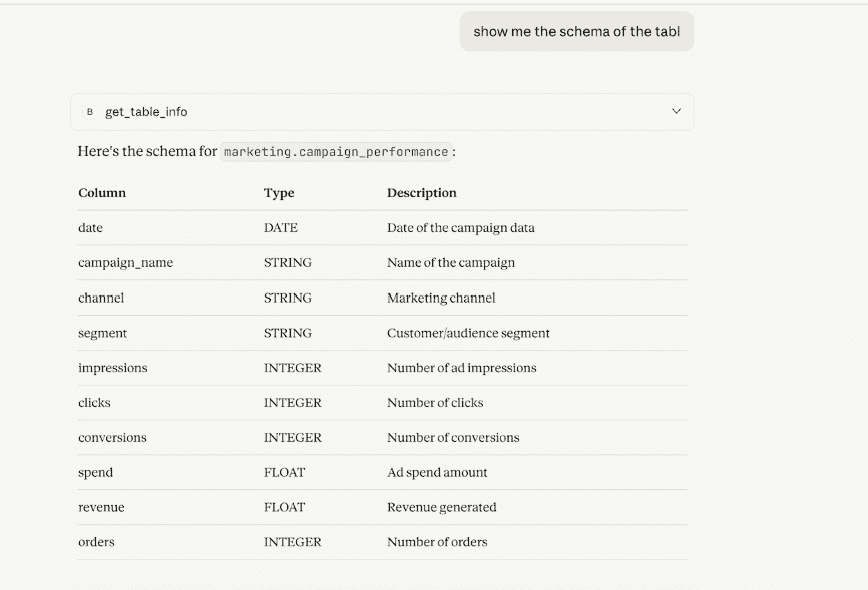 show me the schema of the tabl
B get_table_info
Here's the schema for marketing.campaign_performance:
Column Type Description
date DATE Date of the campaign data
campaign_name STRING Name of the campaign
channel STRING Marketing channel
segment STRING Customer/audience segment
impressions INTEGER Number of ad impressions
clicks INTEGER Number of clicks
conversions INTEGER Number of conversions
spend FLOAT Ad spend amount
revenue FLOAT Revenue generated
orders INTEGER Number of orders